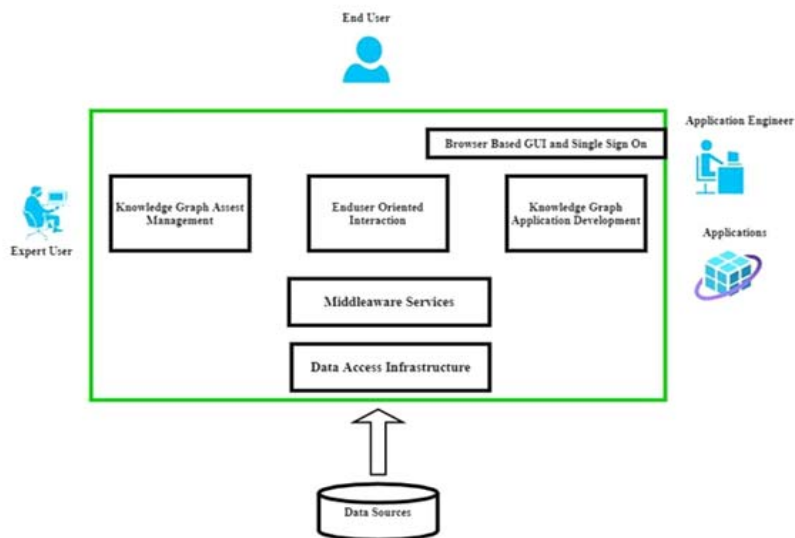 End User
Application Engineer
Browser Based GUI and Single Sign On
Knowledge Graph Assest
Management
Enduser Oriented
Interaction
Knowledge Graph
Application Development
Expert User
Applications
Middleaware Services
Data Access Infrastructure
Data Sources